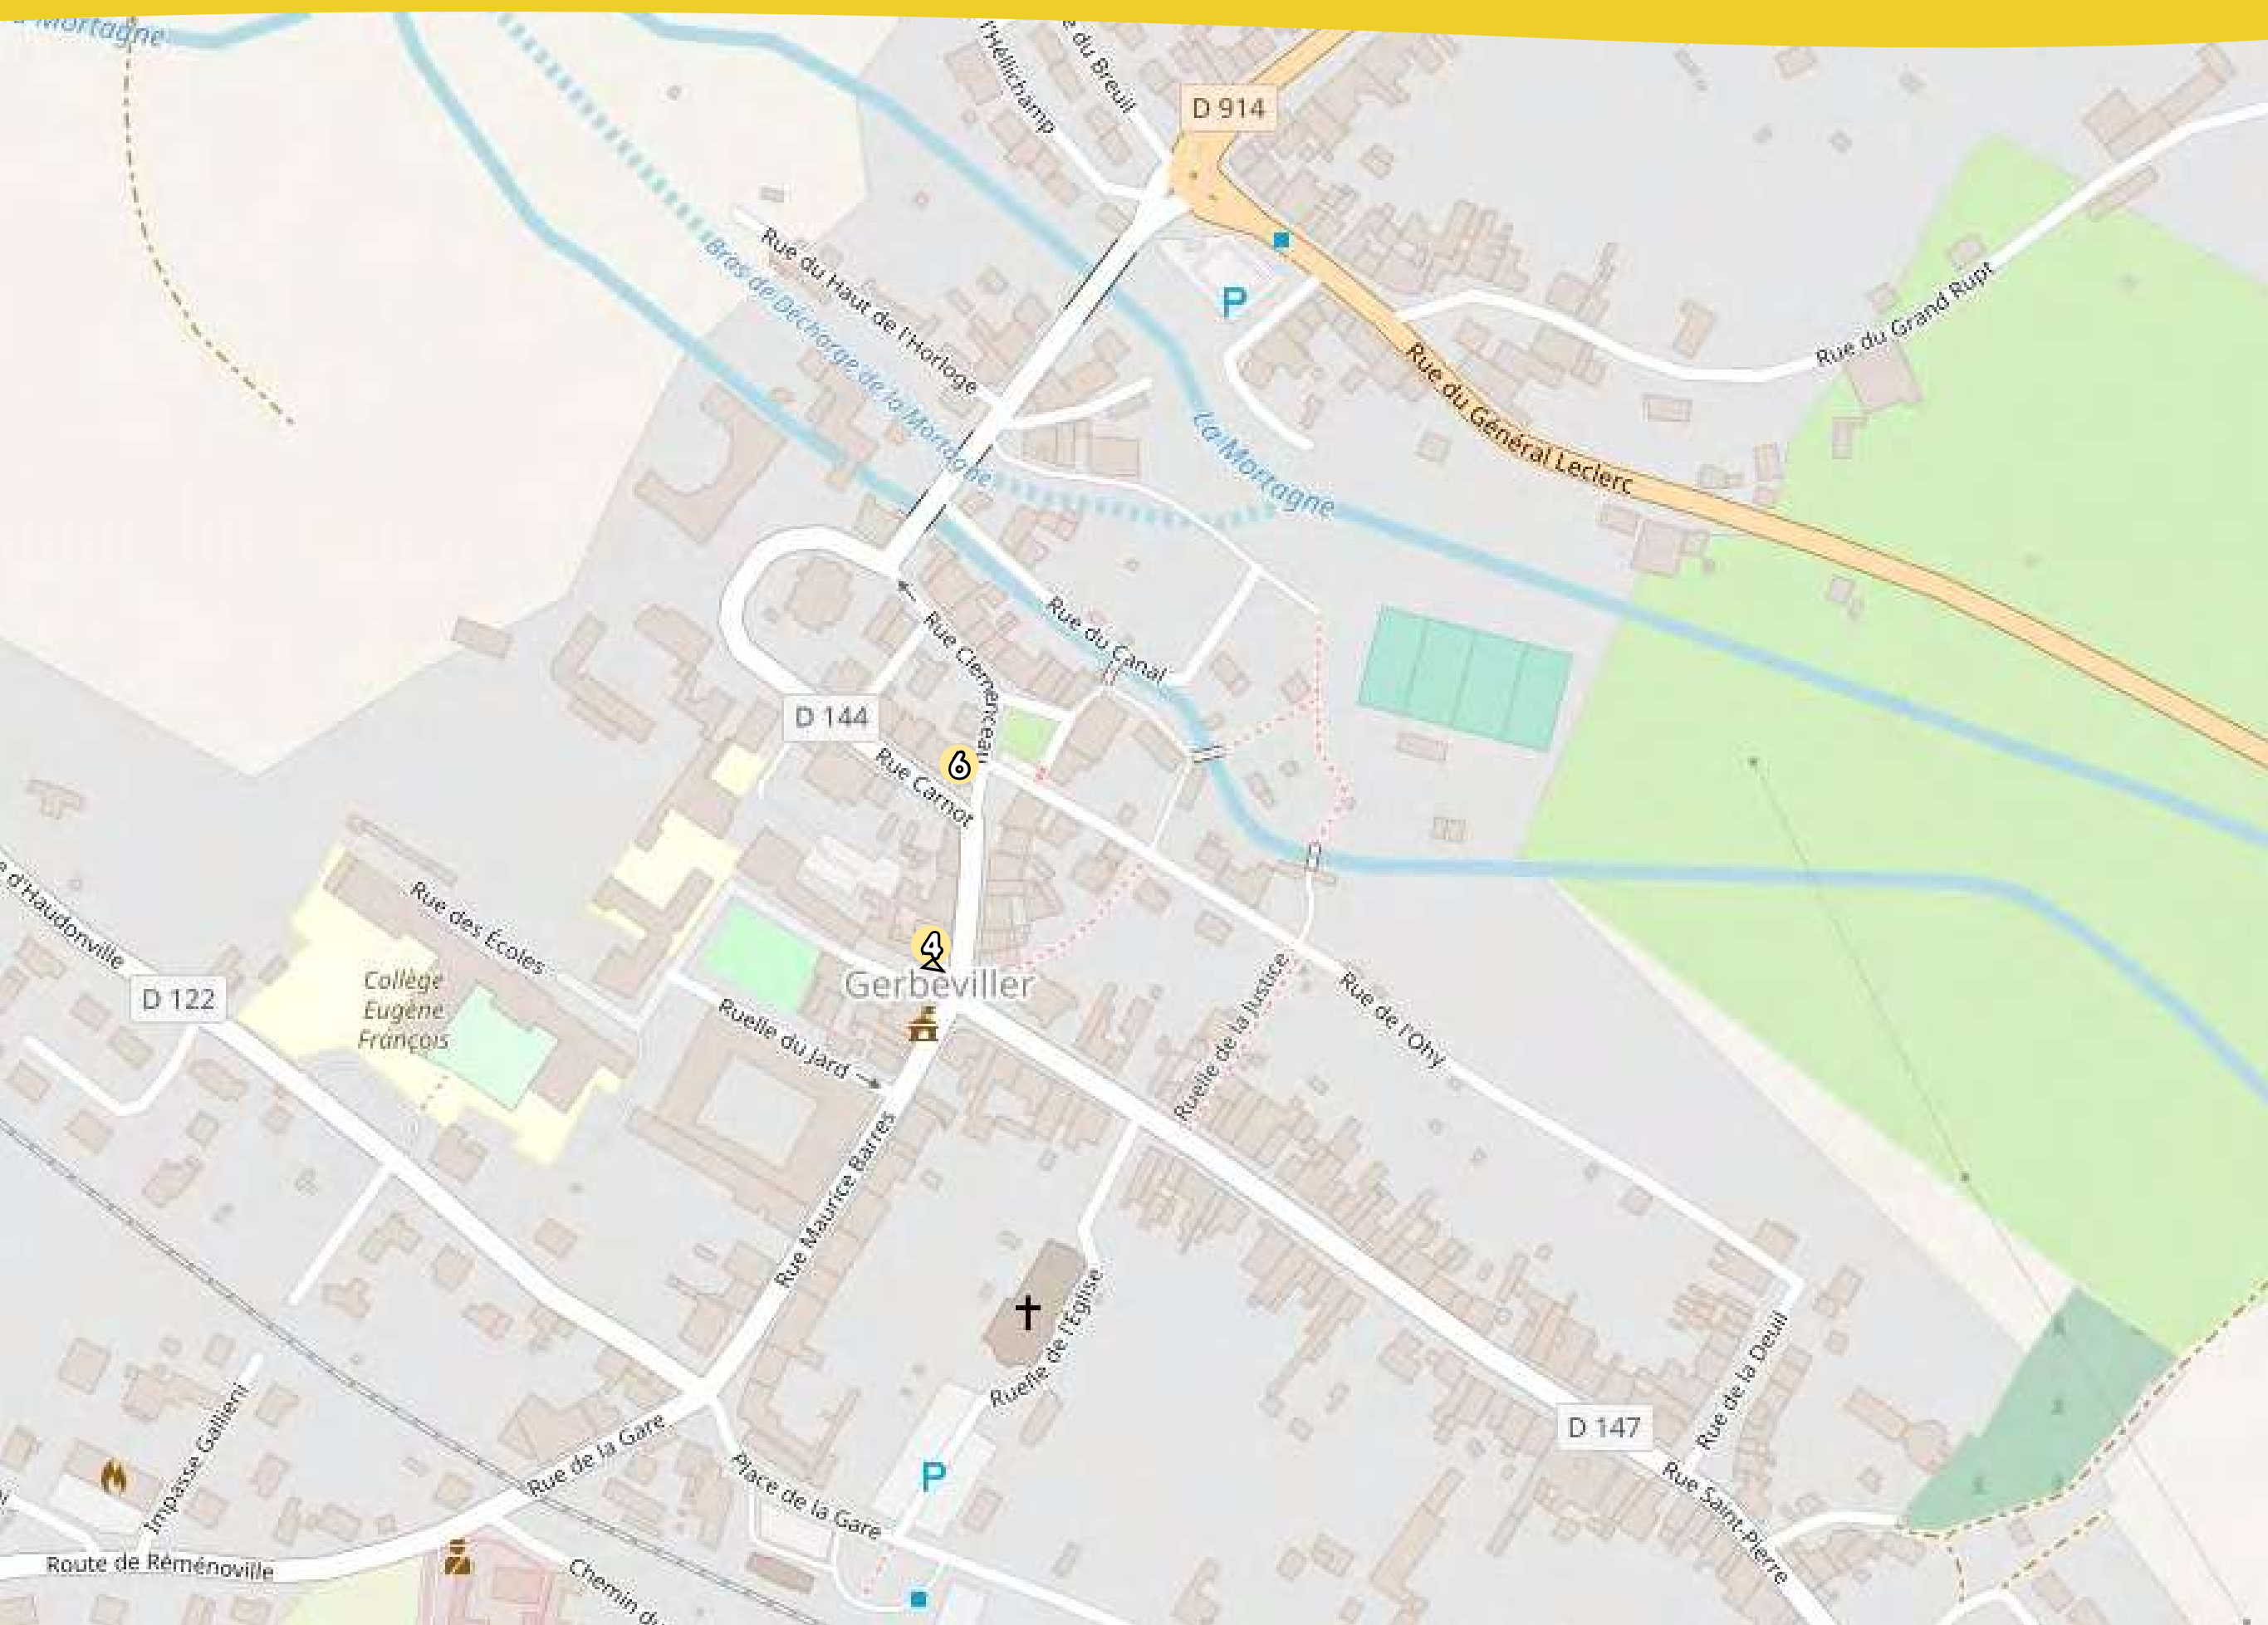 Mortagne
l'Héllichamp
du Breuil
D 914
Rue du Haut de l'Horloge
Bras de Décharge de la Mortagne
La Mortagne
Rue du Grand Rupt
Rue du Général Leclerc
Rue du Canal
Rue Clemenceau
D 144
P
6
Rue Carnot
4
Gerbéviller
Rue des Écoles
d'Haudonville
D 122
Collège
Eugène
François
Ruelle du Jard
Ruelle de la Justice
Rue de l'Ohy
Rue Maurice Barres
Ruelle de l'Église
Rue de la Deuil
D 147
Rue Saint-Pierre
Impasse Gallieni
Rue de la Gare
Place de la Gare
P
Route de Réménoville
Chemin du